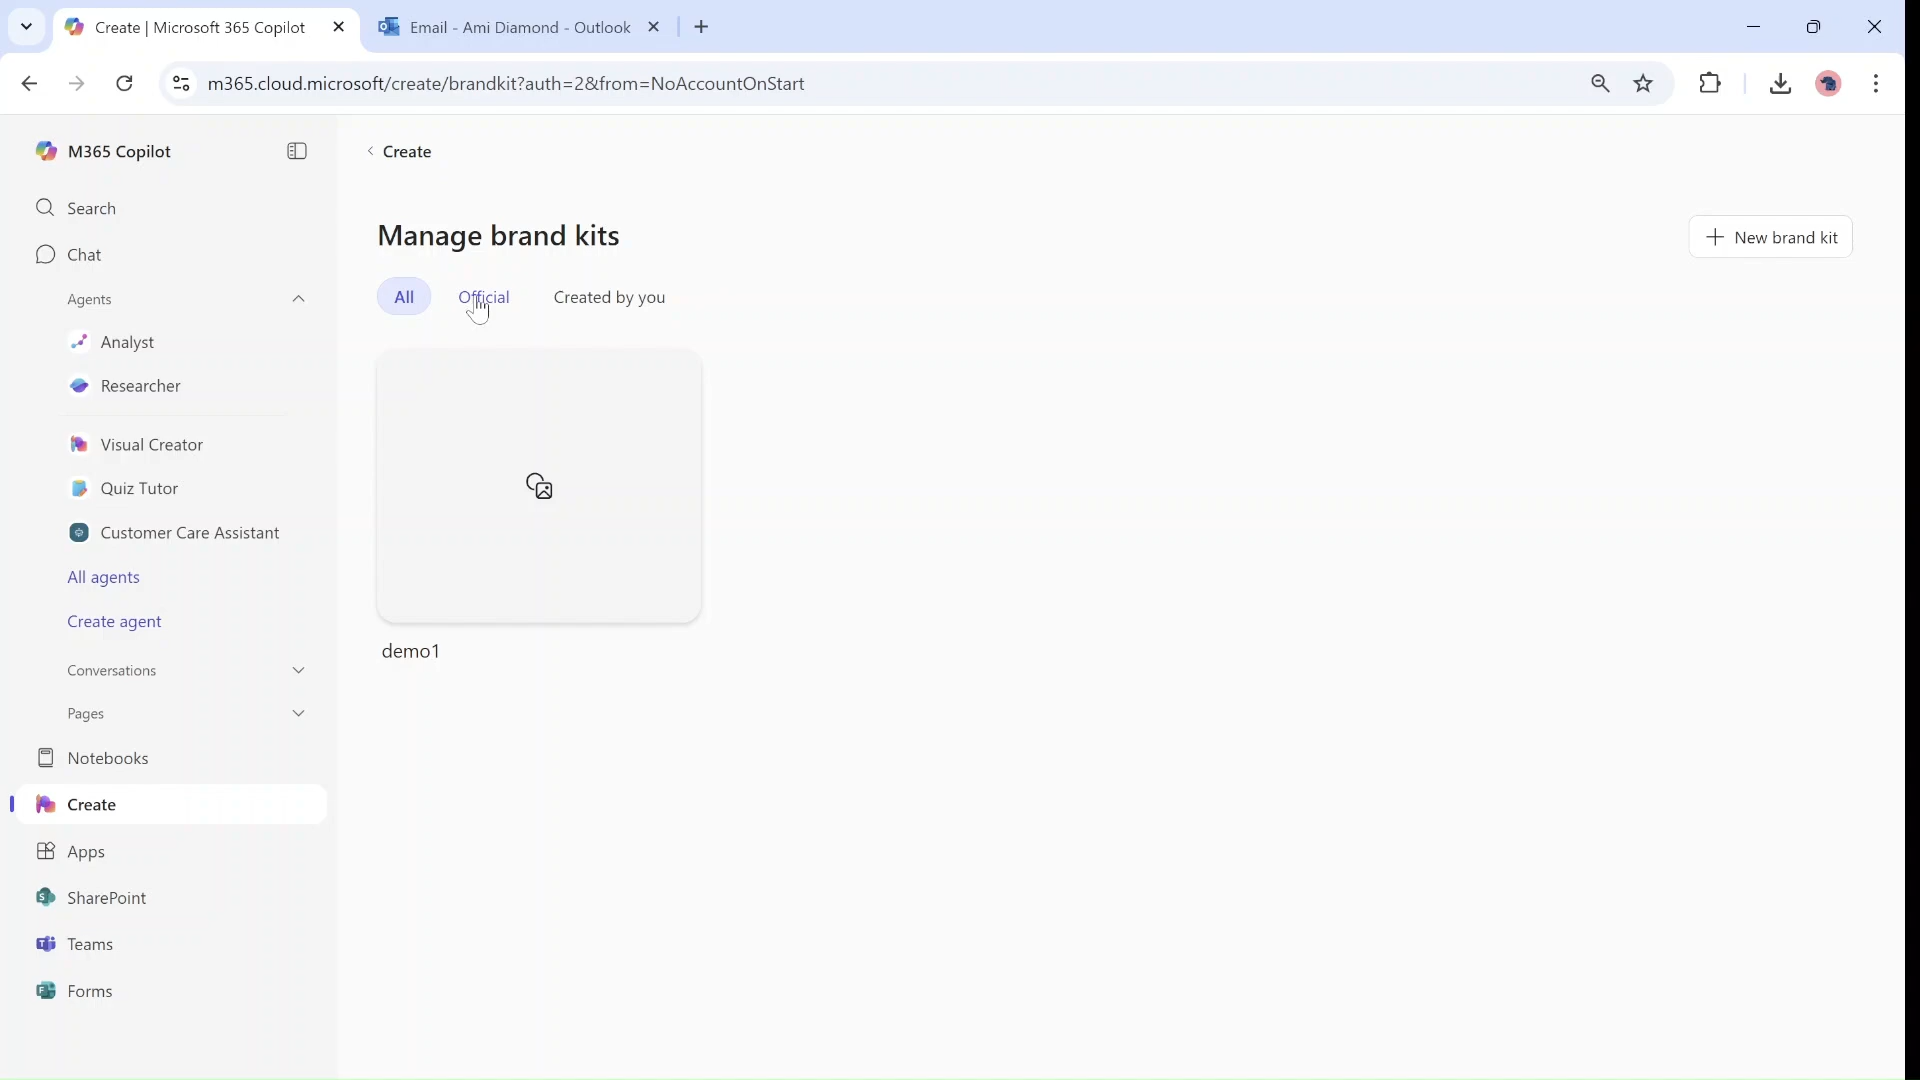 Create | Microsoft 365 Copilot
Email - Ami Diamond - Outlook
m365.cloud.microsoft/create/brandkit?auth=2&from=NoAccountOnStart
M365 Copilot
Search
Chat
Agents
Analyst
Researcher
Visual Creator
Quiz Tutor
Customer Care Assistant
All agents
Create agent
Conversations
Pages
Notebooks
Create
Apps
SharePoint
Teams
Forms
Create
Manage brand kits
New brand kit
All
Official
Created by you
demo1